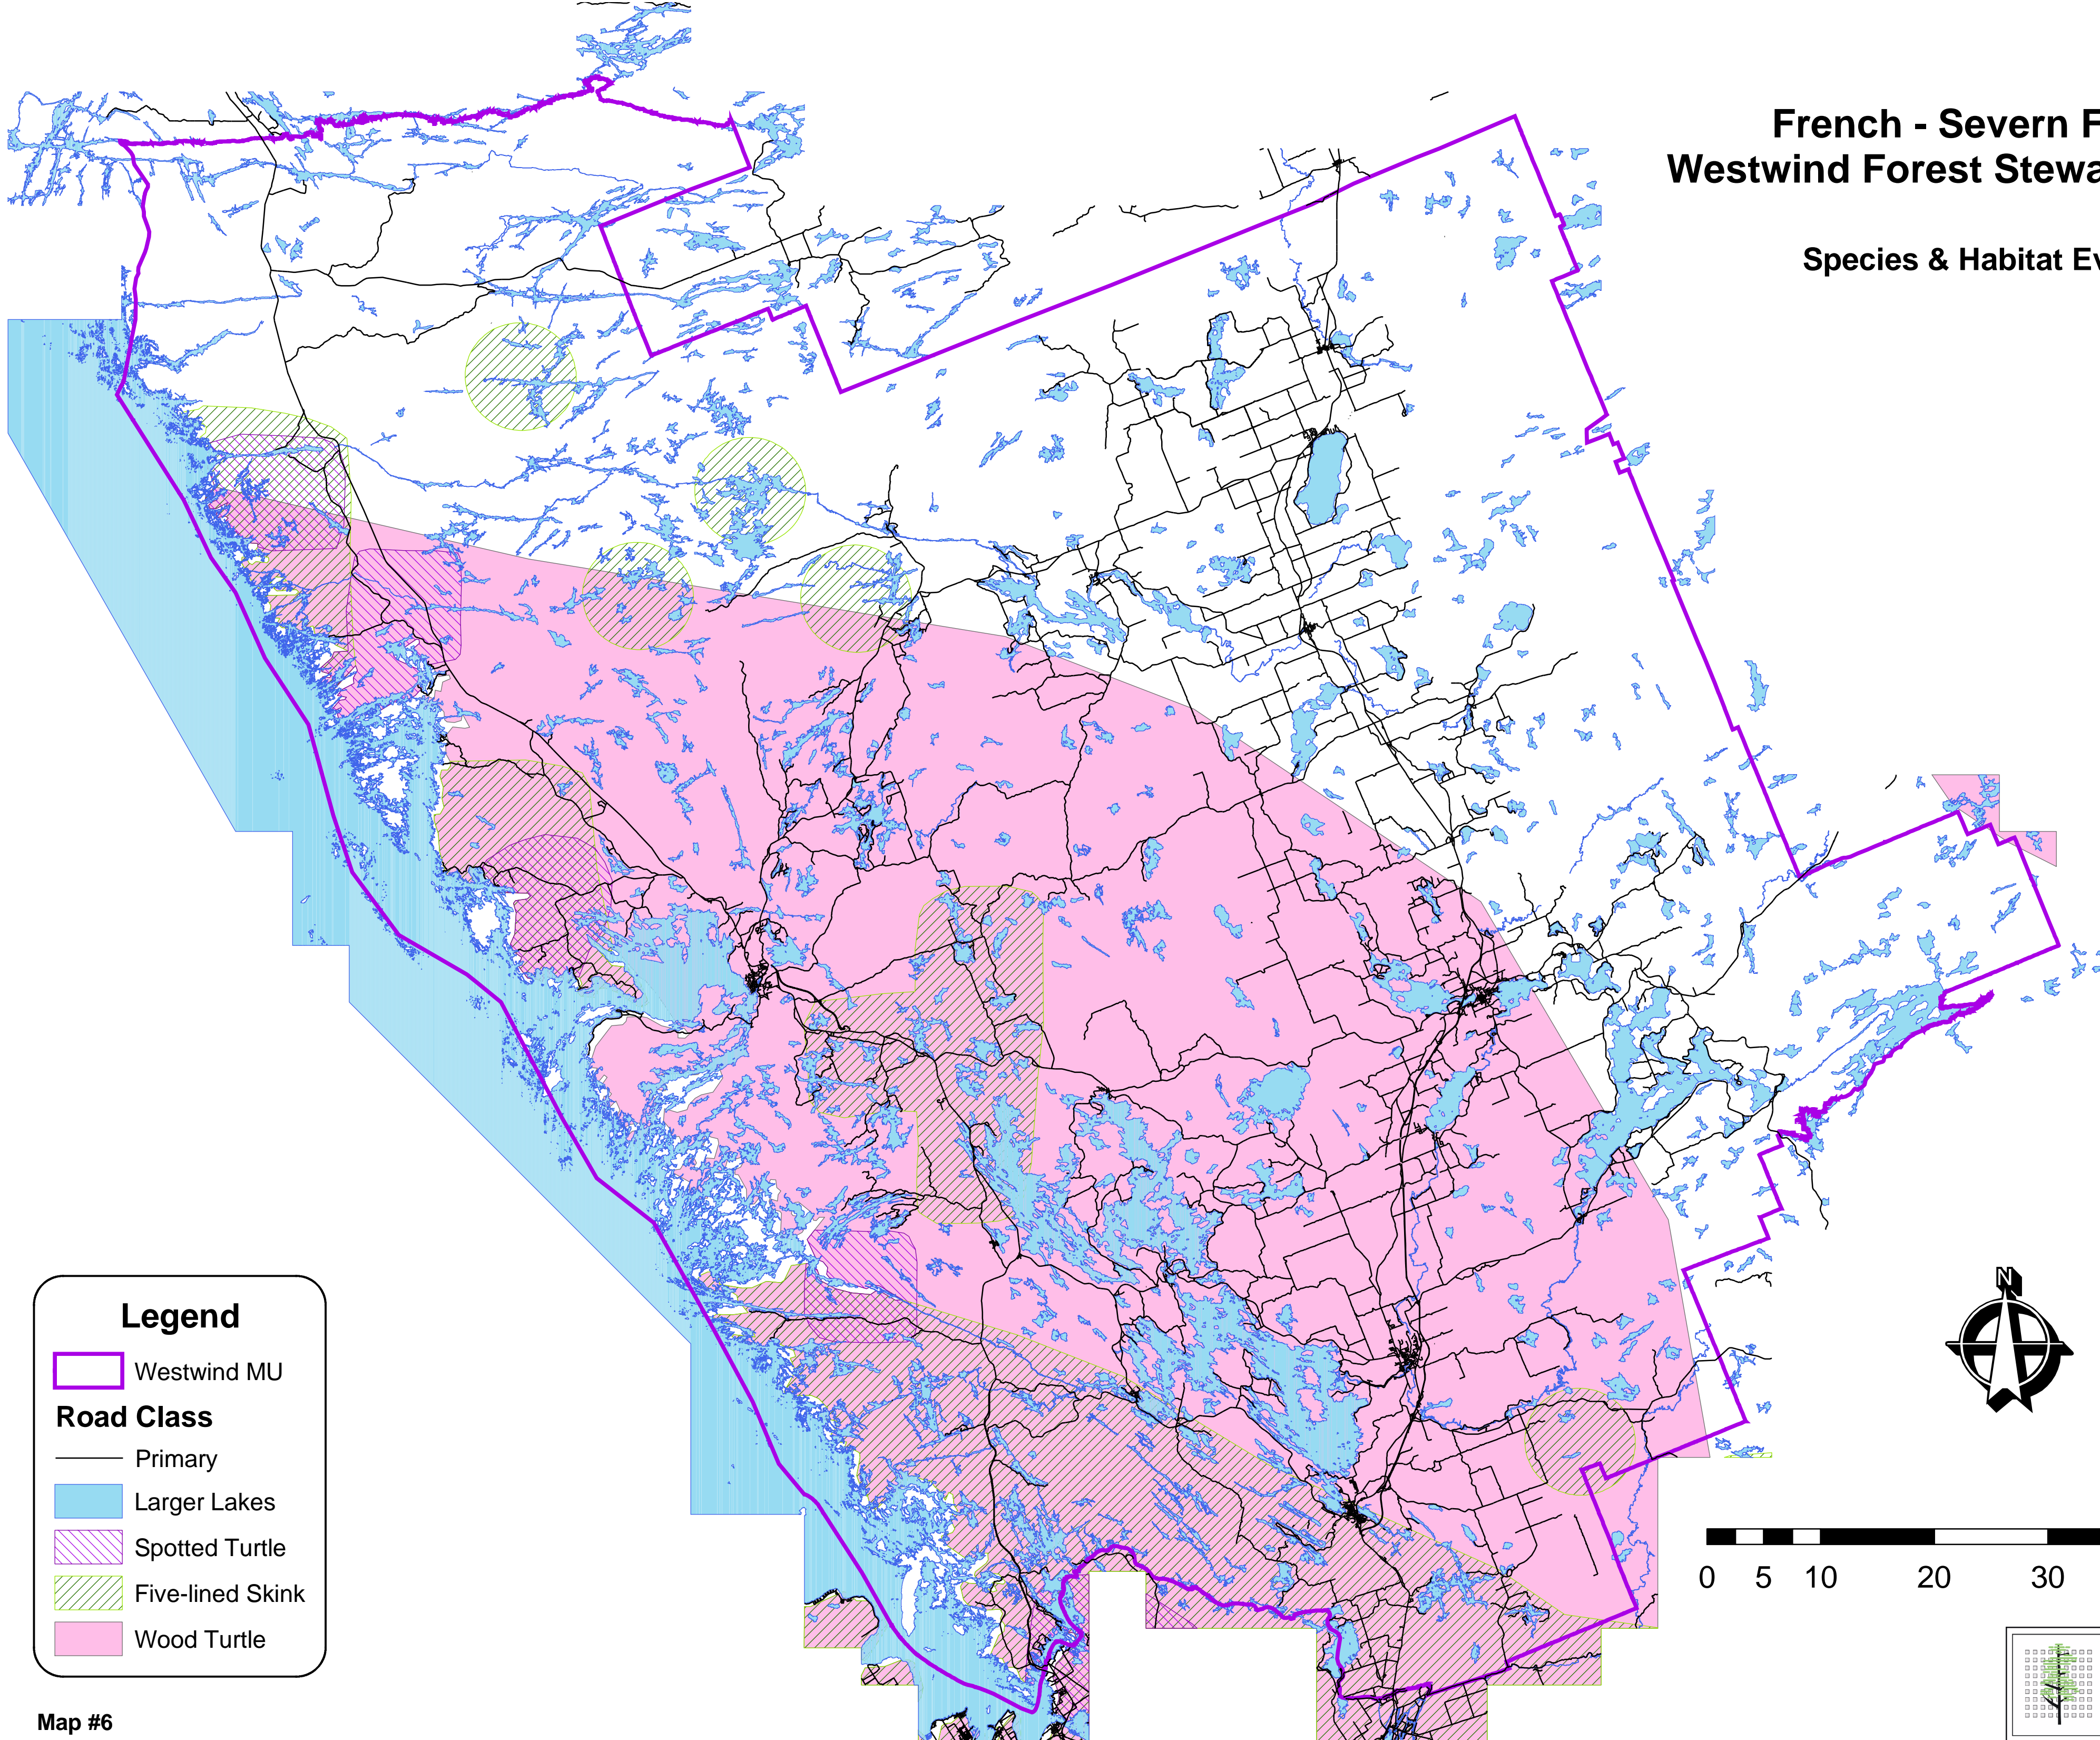 French - Severn F
Westwind Forest Stewa
Species & Habitat Ev
Legend
Westwind MU
Road Class
Primary
Larger Lakes
Spotted Turtle
Five-lined Skink
Wood Turtle
Map #6
N
0 5 10 20 30